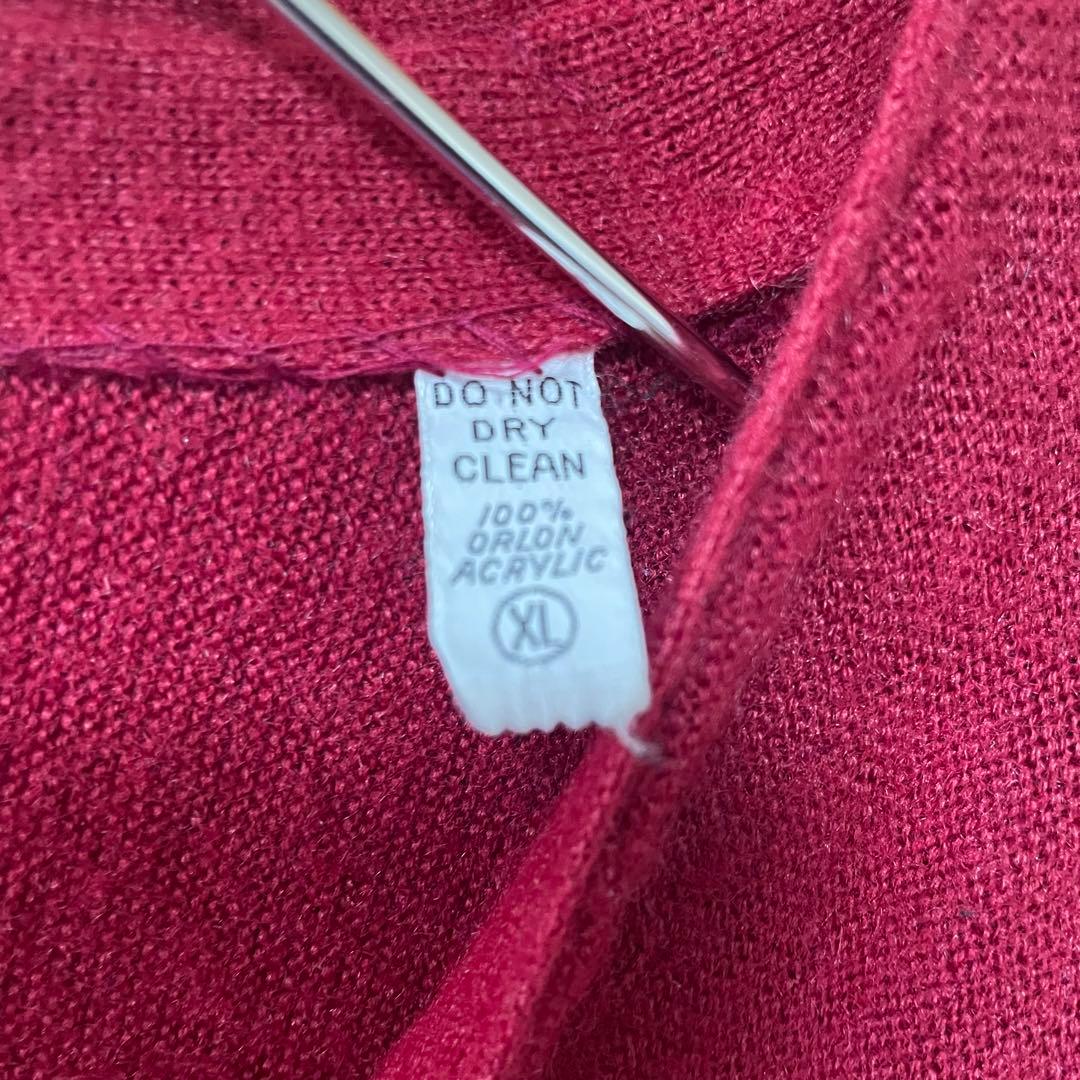 DO NOT
DRY
CLEAN
100%
ORLON
ACRYLIC
XL